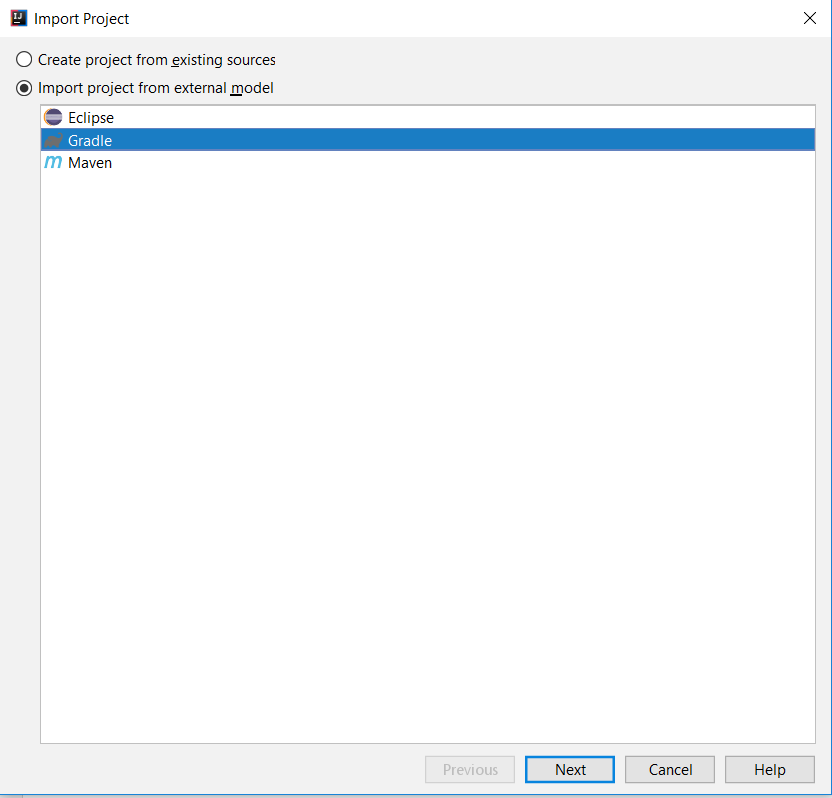 IJ Import Project
Create project from existing sources
Import project from external model
Eclipse
Gradle
m Maven
Previous Next Cancel Help